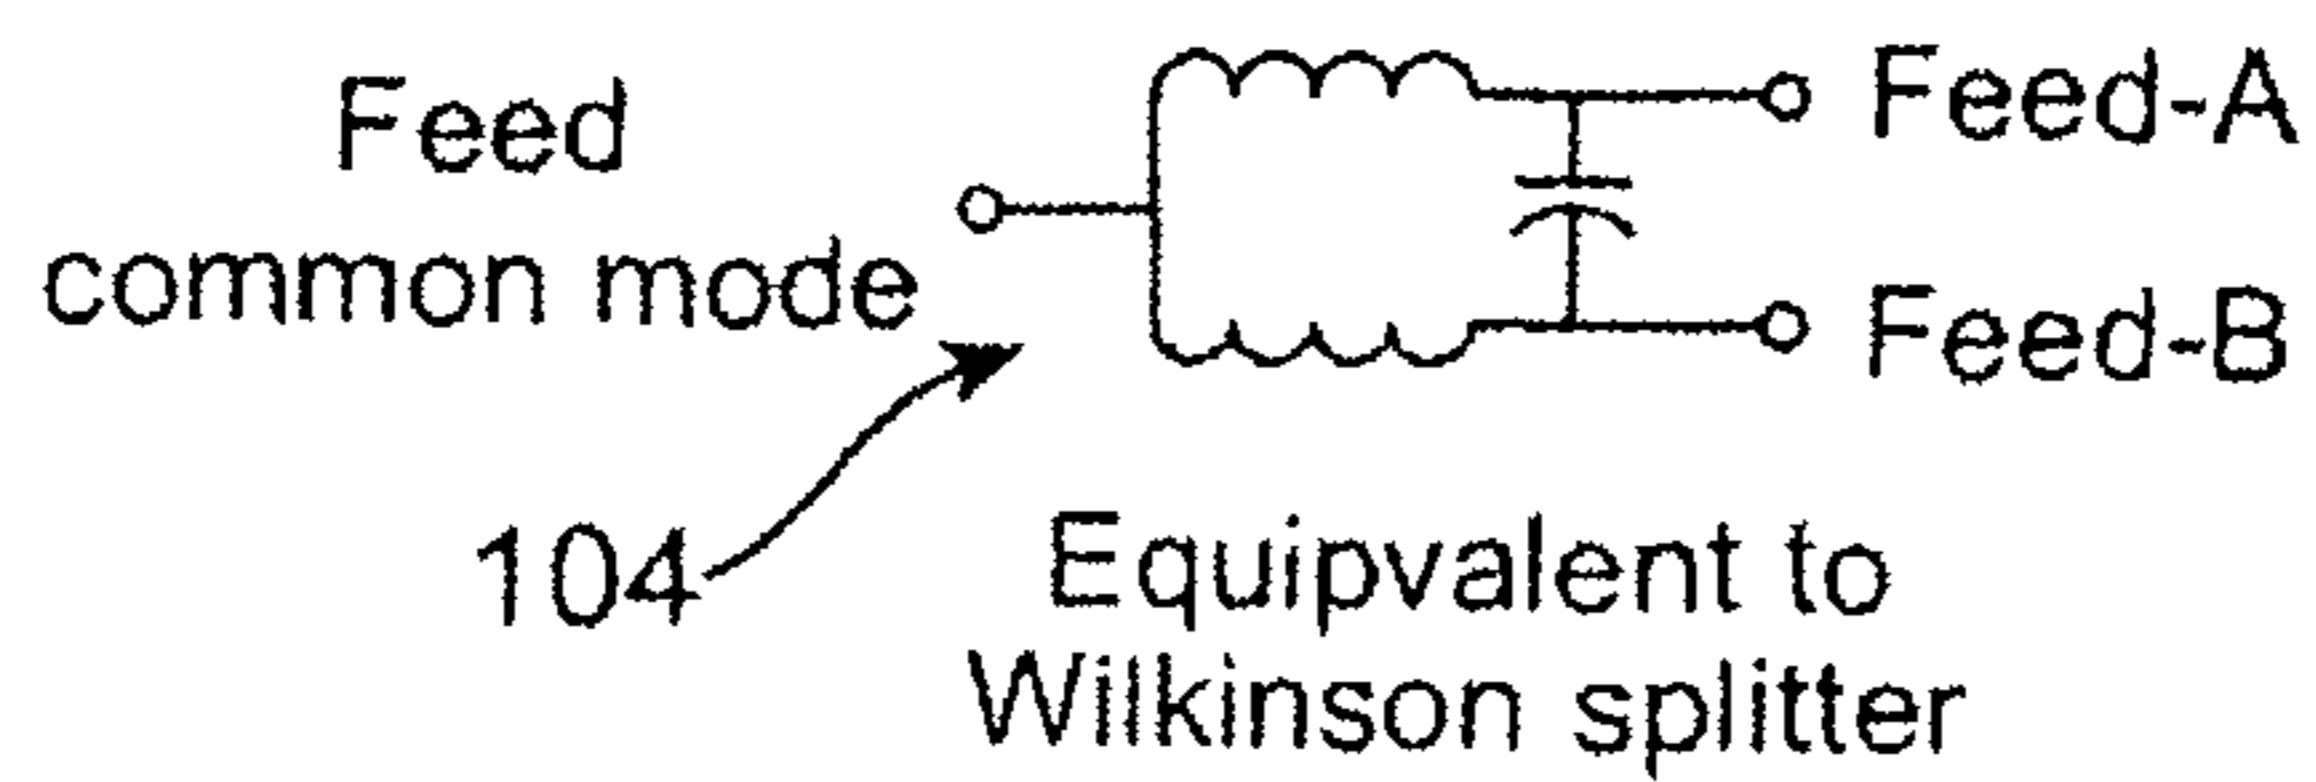 Feed
common mode
Feed-A
Feed-B
104
Equipvalent to
Wilkinson splitter